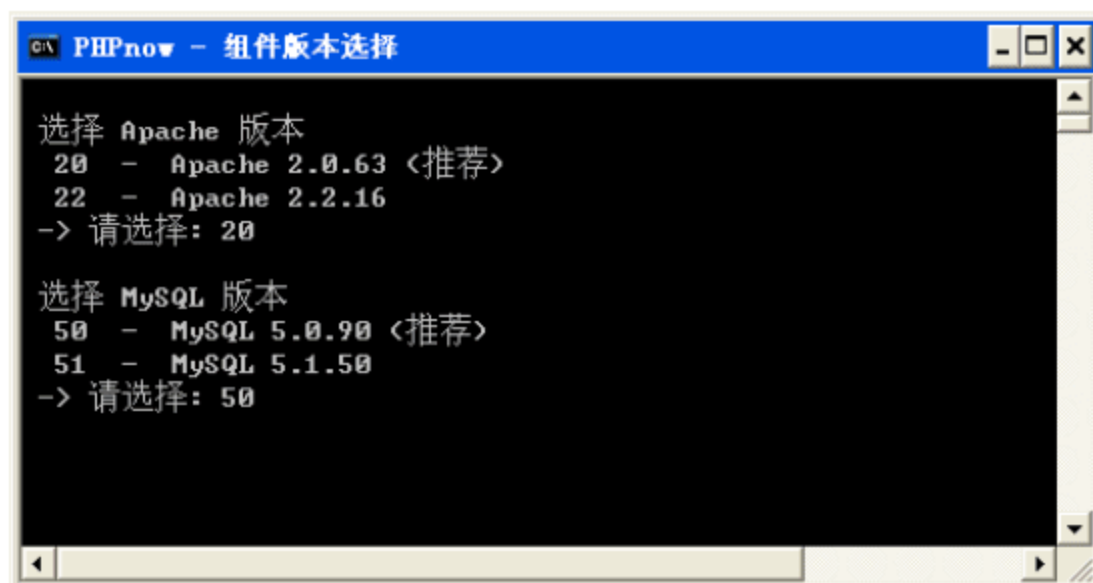 PHPnow - 组件版本选择
选择 Apache 版本
20 - Apache 2.0.63 <推荐>
22 - Apache 2.2.16
-> 请选择: 20
选择 MySQL 版本
50 - MySQL 5.0.90 <推荐>
51 - MySQL 5.1.50
-> 请选择: 50